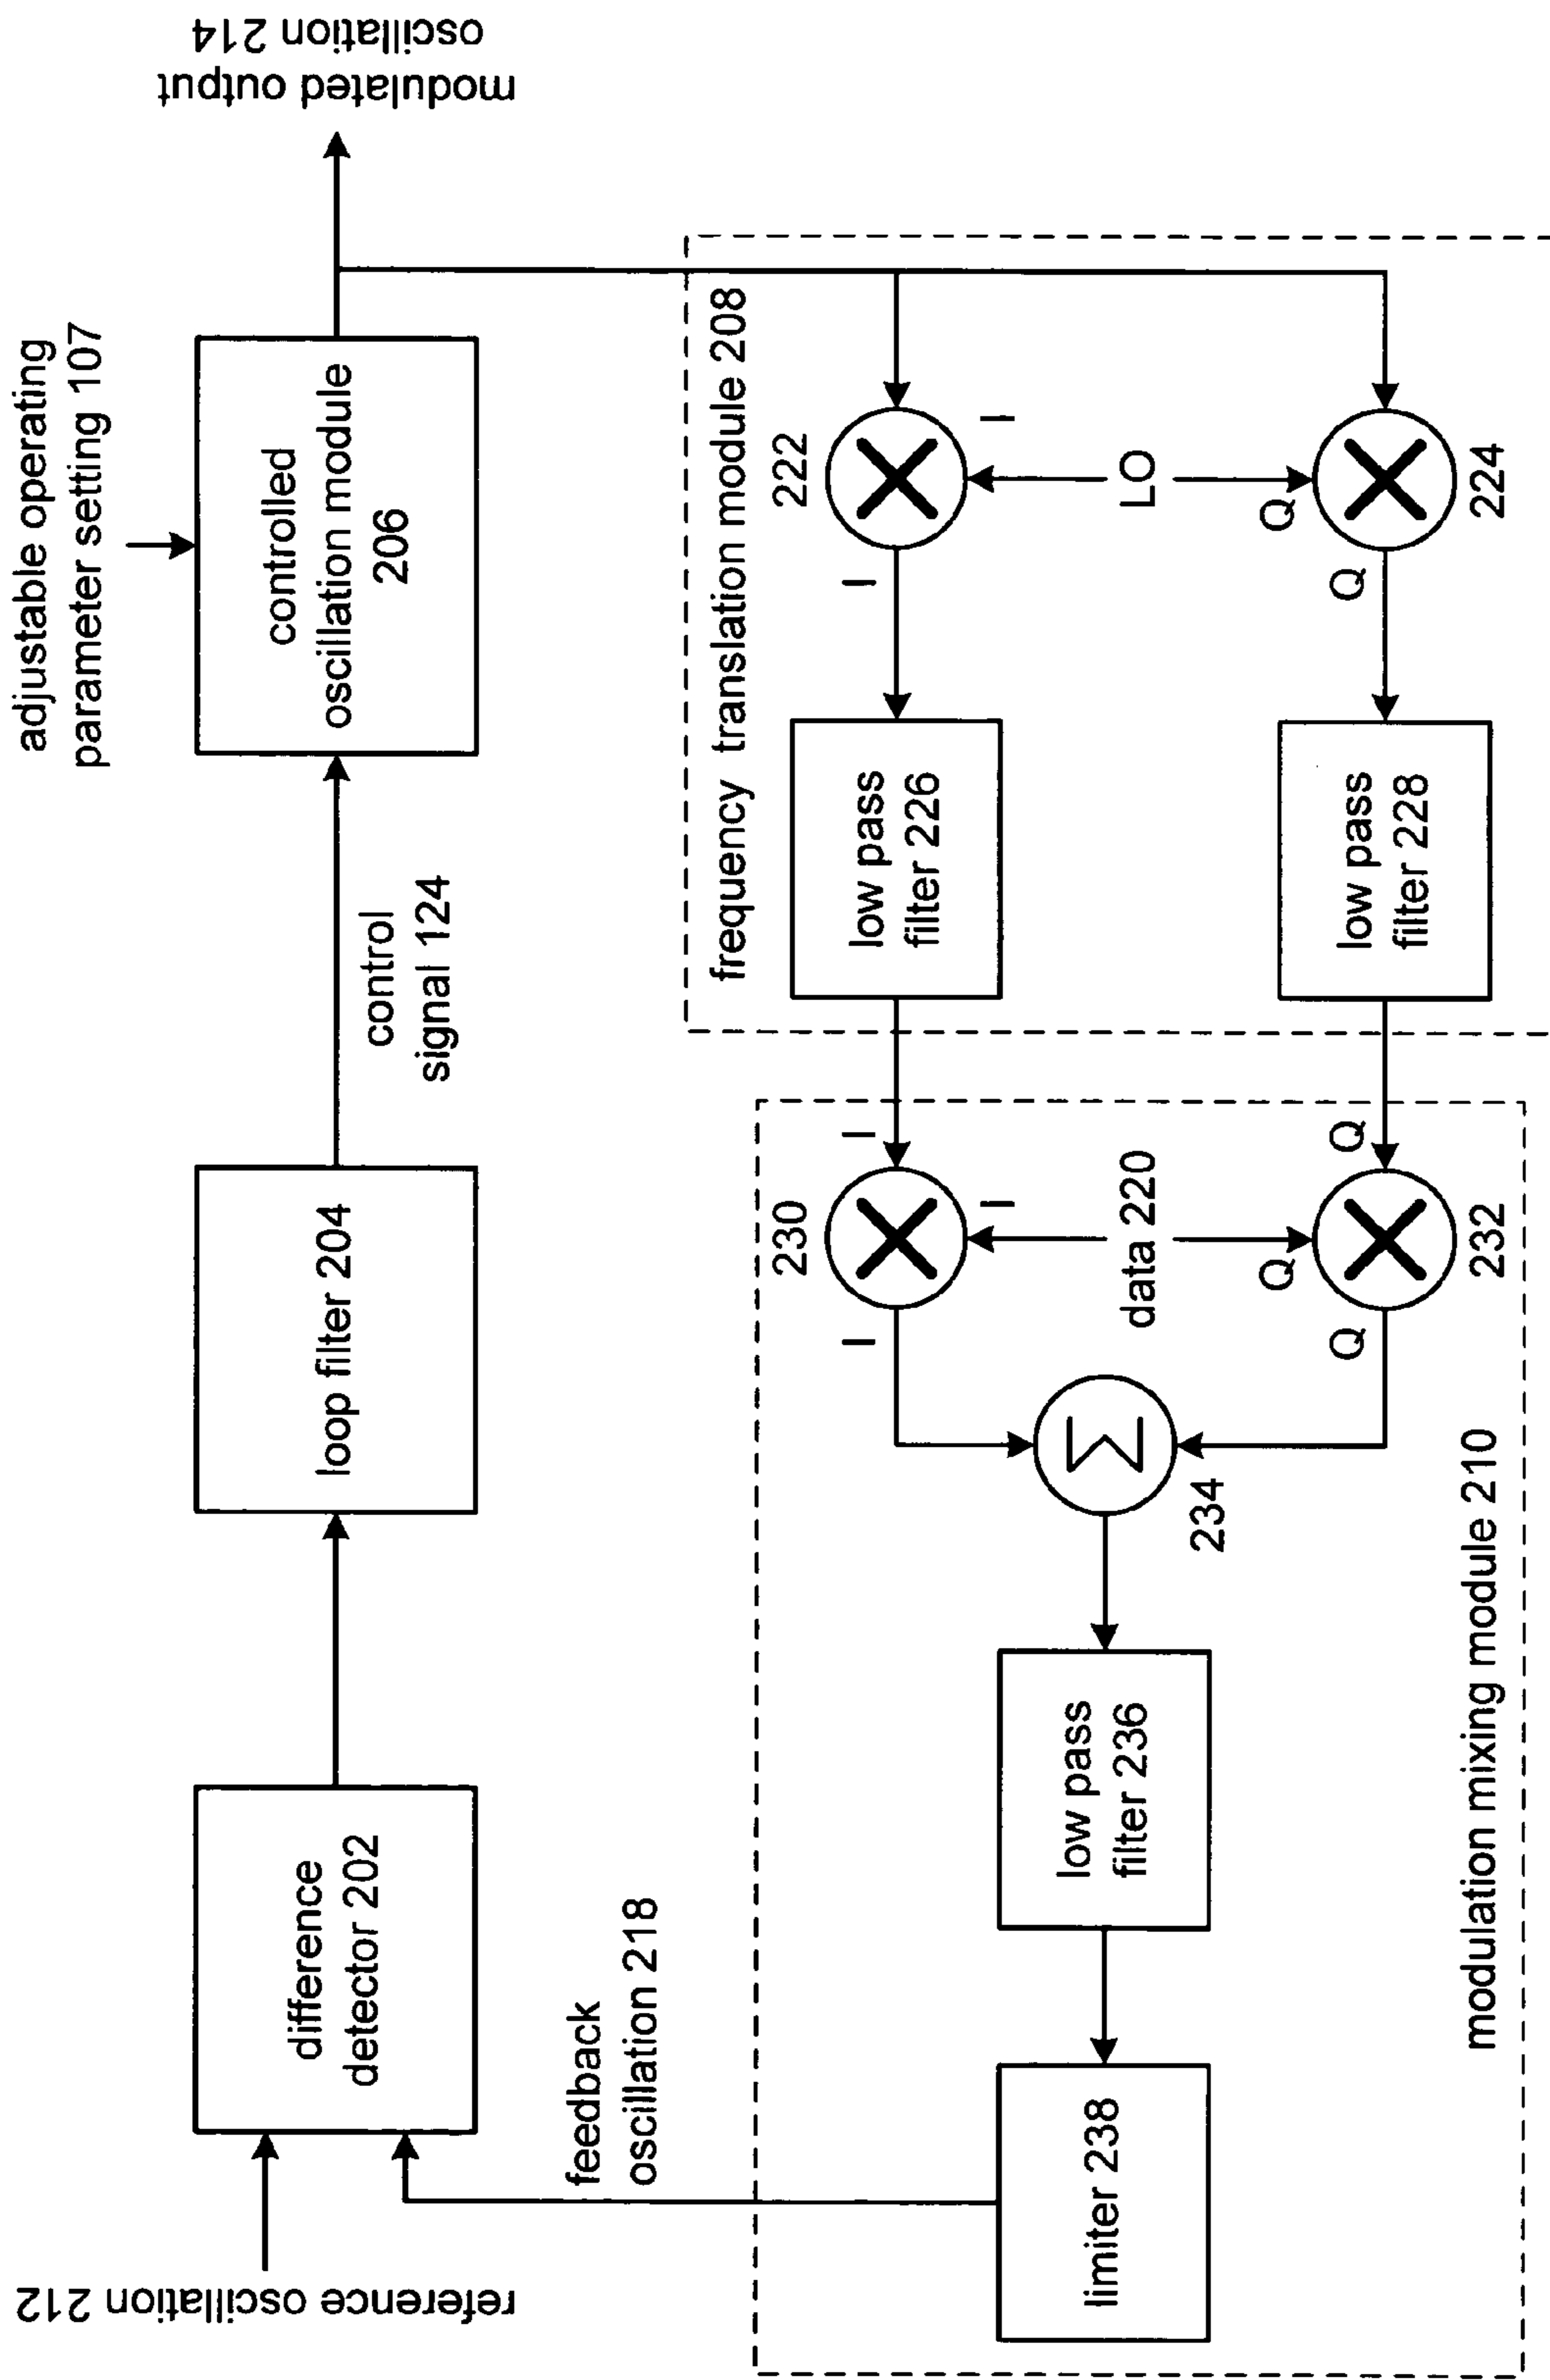 reference oscillation 212
difference
detector 202
loop filter 204
control
signal 124
adjustable operating
parameter setting 107
controlled
oscillation module
206
modulated output
oscillation 214
feedback
oscillation 218
frequency translation module 208
222
I
I
LO
Q
Q
224
low pass
filter 226
low pass
filter 228
230
I
I
I
data 220
Q
Q
Q
232
234
low pass
filter 236
limiter 238
modulation mixing module 210